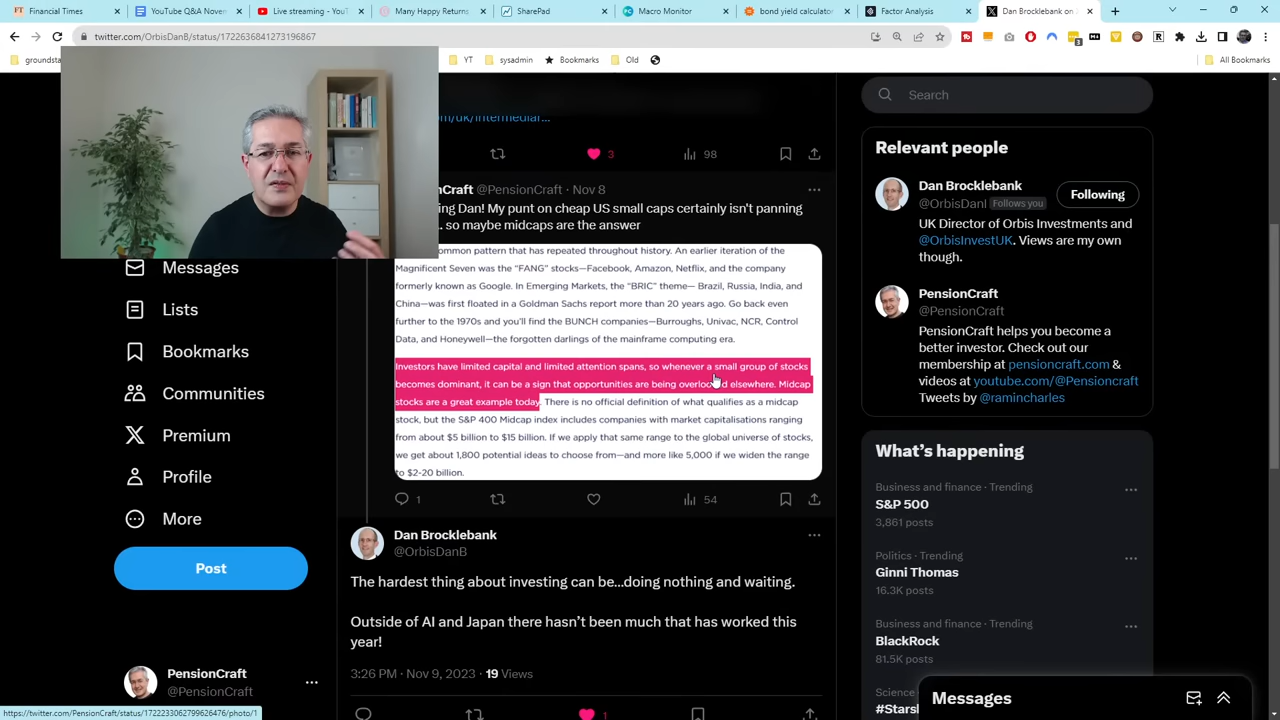 Financial Times
YouTube Q&A Nover
Live streaming - YouT
Many Happy Returns
SharePad
Macro Monitor
bond yield calculator
Factor Analysis
Dan Brocklebank on
twitter.com/OrbisDanB/status/1722636841273196867
groundsta
YT
sysadmin
Bookmarks
Old
All Bookmarks
.com/uk/intermediar...
3
98
Craft @PensionCraft · Nov 8
ing Dan! My punt on cheap US small caps certainly isn't panning
.. so maybe midcaps are the answer
ommon pattern that has repeated throughout history. An earlier iteration of the
Magnificent Seven was the "FANG" stocks—Facebook, Amazon, Netflix, and the company
formerly known as Google. In Emerging Markets, the "BRIC" theme— Brazil, Russia, India, and
China—was first floated in a Goldman Sachs report more than 20 years ago. Go back even
further to the 1970s and you'll find the BUNCH companies—Burroughs, Univac, NCR, Control
Data, and Honeywell—the forgotten darlings of the mainframe computing era.
Investors have limited capital and limited attention spans, so whenever a small group of stocks
becomes dominant, it can be a sign that opportunities are being overlooked elsewhere. Midcap
stocks are a great example today. There is no official definition of what qualifies as a midcap
stock, but the S&P 400 Midcap index includes companies with market capitalisations ranging
from about $5 billion to $15 billion. If we apply that same range to the global universe of stocks,
we get about 1,800 potential ideas to choose from—and more like 5,000 if we widen the range
to $2-20 billion.
1
54
Dan Brocklebank
@OrbisDanB
The hardest thing about investing can be...doing nothing and waiting.
Outside of AI and Japan there hasn't been much that has worked this
year!
3:26 PM · Nov 9, 2023 · 19 Views
1
Messages
Lists
Bookmarks
Communities
Premium
Profile
More
Post
PensionCraft
@PensionCraft
https://twitter.com/PensionCraft/status/1722233062799626476/photo/1
Search
Relevant people
Dan Brocklebank
@OrbisDanI Follows you
Following
UK Director of Orbis Investments and
@OrbisInvestUK. Views are my own
though.
PensionCraft
@PensionCraft
PensionCraft helps you become a
better investor. Check out our
membership at pensioncraft.com &
videos at youtube.com/@Pensioncraft
Tweets by @ramincharles
What's happening
Business and finance · Trending
S&P 500
3,861 posts
Politics · Trending
Ginni Thomas
16.3K posts
Business and finance · Trending
BlackRock
81.5K posts
Science ·
#Starsh
Messages